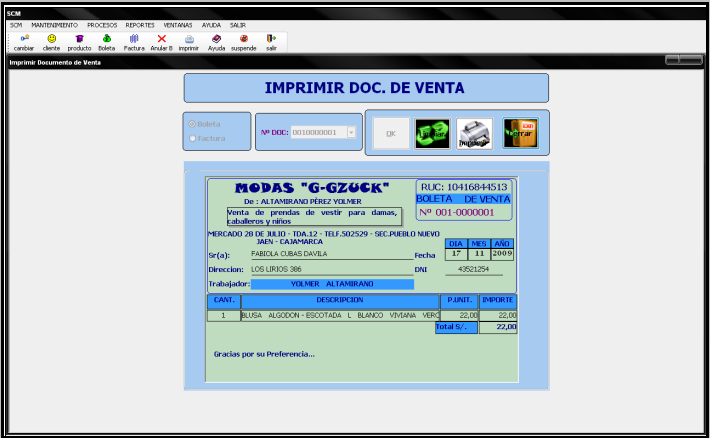 SCM
SCM MANTENIMIENTO PROCESOS REPORTES VENTANAS AYUDA SALIR
cambiar cliente producto Boleta Factura Anular B imprimir Ayuda suspende salir
Imprimir Documento de Venta
IMPRIMIR DOC. DE VENTA
Boleta
Factura
Nº DOC: 0010000001
OK
Imprimir
Cerrar
EXIT
MODAS "G-GZUCK"
De : ALTAMIRANO PÉREZ YOLMER
Venta de prendas de vestir para damas,
caballeros y niños
RUC: 10416844513
BOLETA DE VENTA
Nº 001-0000001
MERCADO 28 DE JULIO - TDA.12 - TELF.502529 - SEC.PUEBLO NUEVO
JAEN - CAJAMARCA
DIA MES AÑO
Sr(a): FABIOLA CUBAS DAVILA Fecha 17 11 2009
Direccion: LOS LIRIOS 386 DNI 43521254
Trabajador: YOLMER ALTAMIRANO
CANT. DESCRIPCION P.UNIT. IMPORTE
1 BLUSA ALGODON - ESCOTADA L BLANCO VIVIANA VERO 22,00 22,00
Total S/. 22,00
Gracias por su Preferencia...